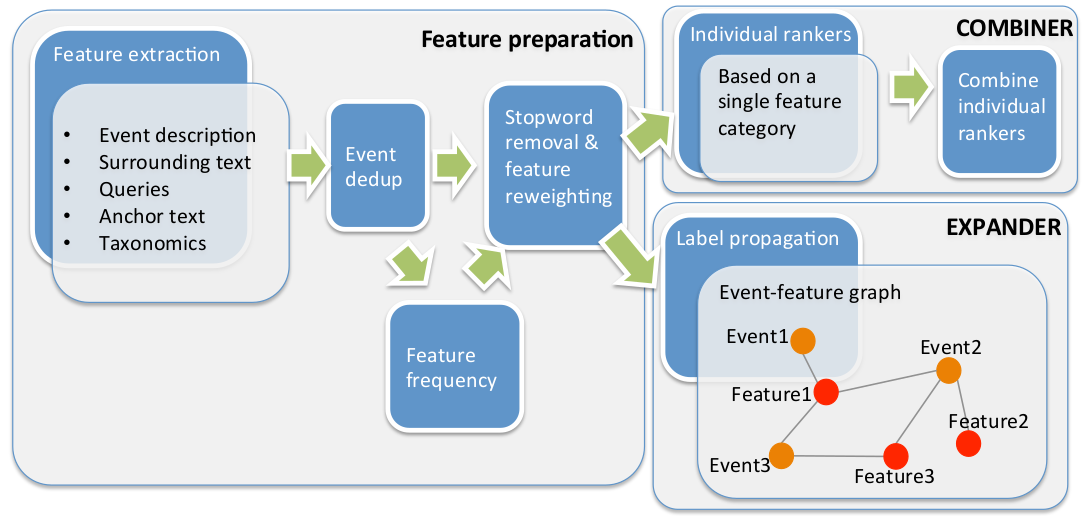 Feature preparation
Feature extraction
• Event description
• Surrounding text
• Queries
• Anchor text
• Taxonomics
Event
dedup
Stopword
removal &
feature
reweighting
Feature
frequency
COMBINER
Individual rankers
Based on a
single feature
category
Combine
individual
rankers
EXPANDER
Label propagation
Event-feature graph
Event1
Event2
Feature1
Feature2
Event3
Feature3